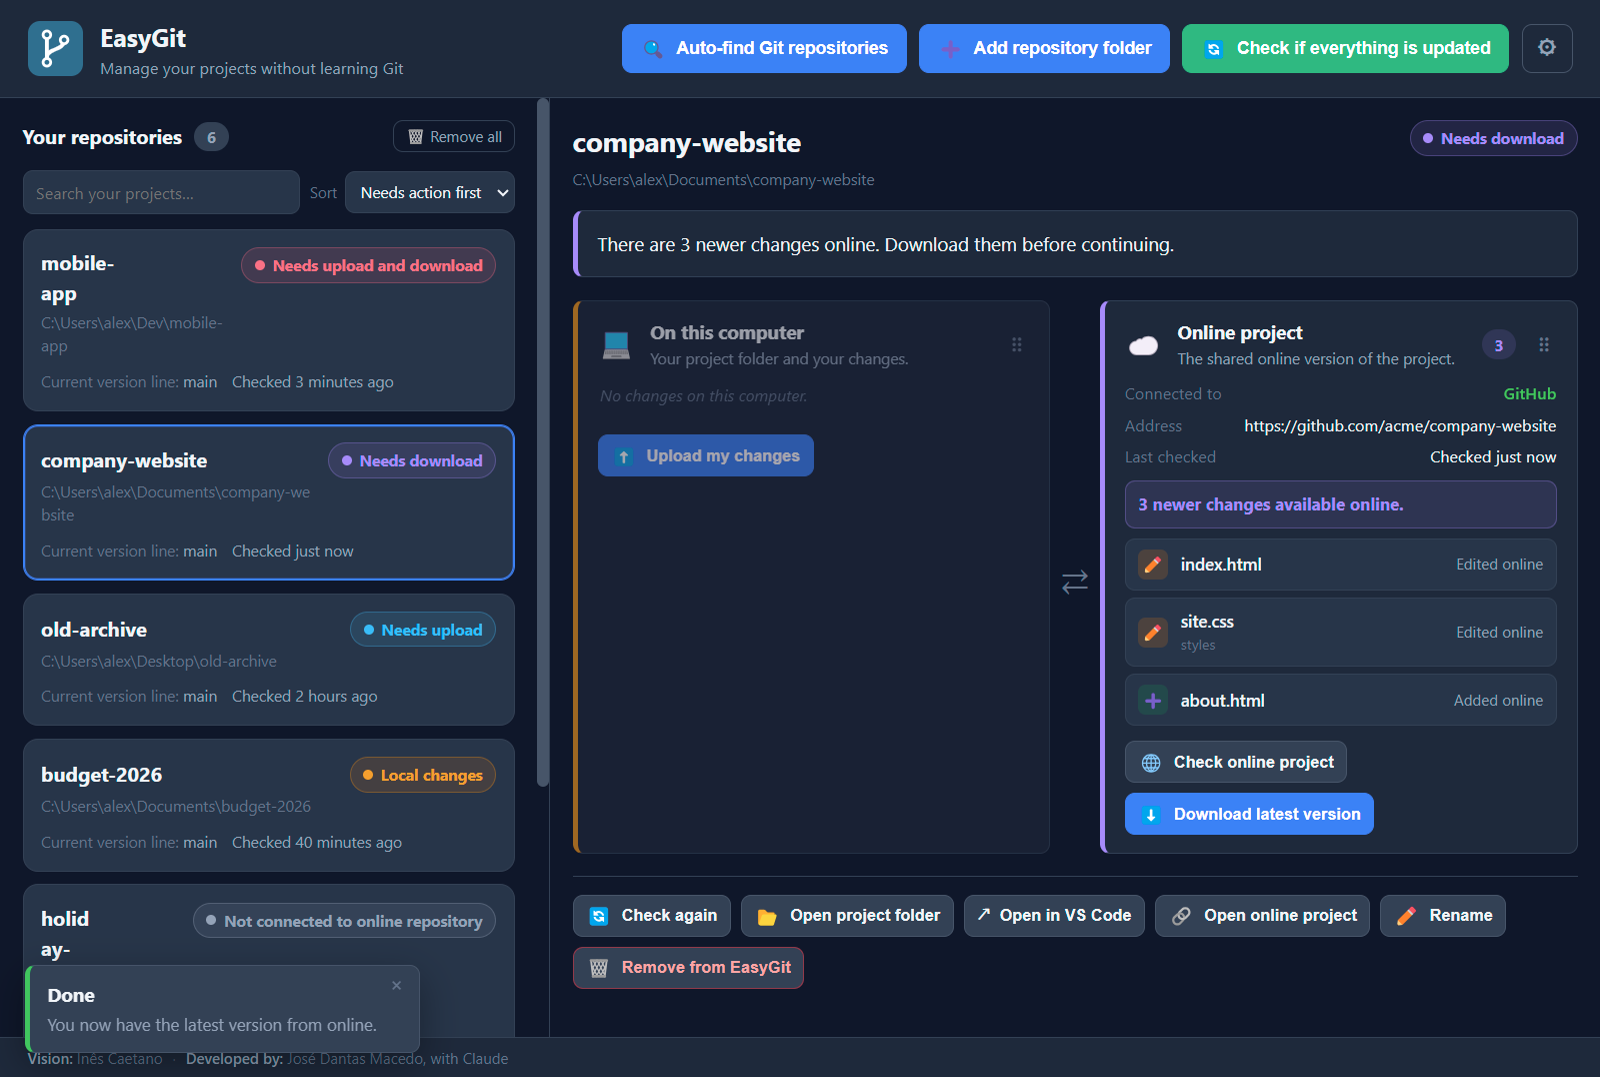 EasyGit
Manage your projects without learning Git
Auto-find Git repositories
Add repository folder
Check if everything is updated
Your repositories
6
Remove all
Search your projects...
Sort
Needs action first
mobile-
app
Needs upload and download
C:\Users\alex\Dev\mobile-
app
Current version line: main
Checked 3 minutes ago
company-website
Needs download
C:\Users\alex\Documents\company-we
bsite
Current version line: main
Checked just now
old-archive
Needs upload
C:\Users\alex\Desktop\old-archive
Current version line: main
Checked 2 hours ago
budget-2026
Local changes
C:\Users\alex\Documents\budget-2026
Current version line: main
Checked 40 minutes ago
holid
ay-
Not connected to online repository
Done
You now have the latest version from online.
company-website
Needs download
C:\Users\alex\Documents\company-website
There are 3 newer changes online. Download them before continuing.
On this computer
Your project folder and your changes.
No changes on this computer.
Upload my changes
Online project
The shared online version of the project.
3
Connected to
GitHub
Address
https://github.com/acme/company-website
Last checked
Checked just now
3 newer changes available online.
index.html
Edited online
site.css
styles
Edited online
about.html
Added online
Check online project
Download latest version
Check again
Open project folder
Open in VS Code
Open online project
Rename
Remove from EasyGit
Vision: Inês Caetano · Developed by: José Dantas Macedo, with Claude